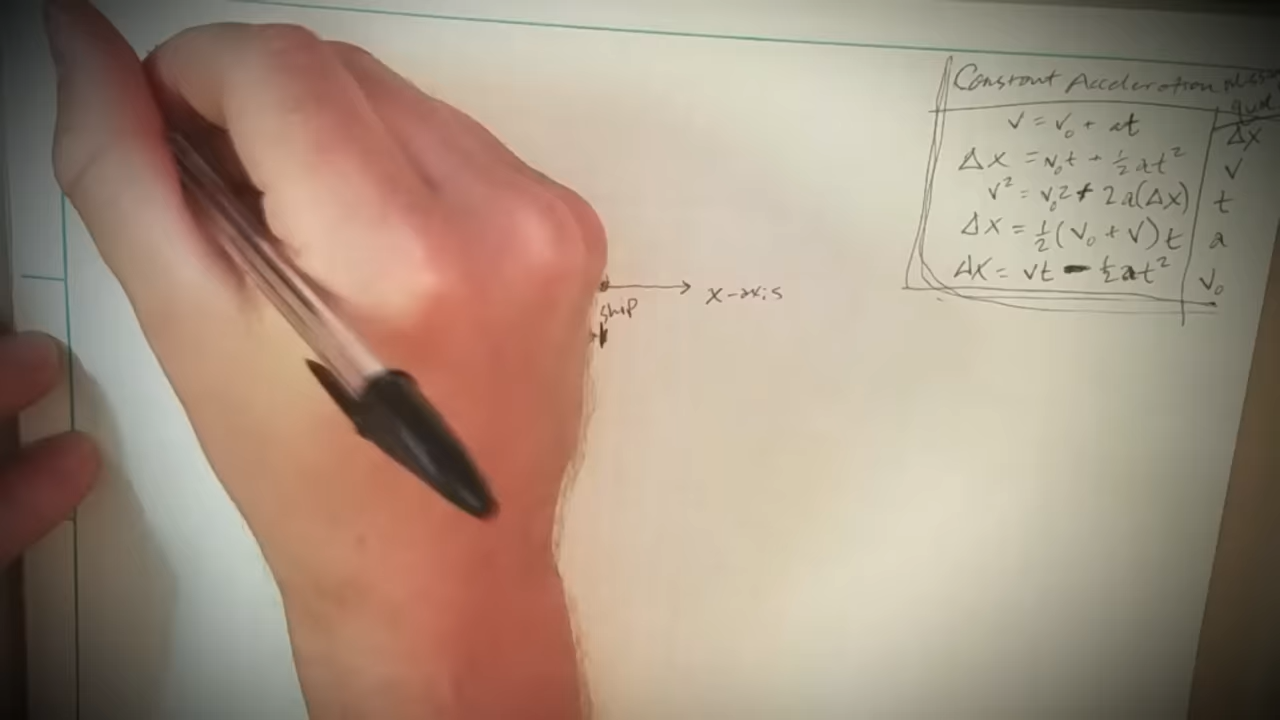 Constant Acceleration
v = v₀ + at Δx
Δx = v₀t + ½at² v
v² = v₀2 + 2a(Δx) t
Δx = ½(v₀ + v)t a
Δx = vt - ½at² v₀
x-axis
ship